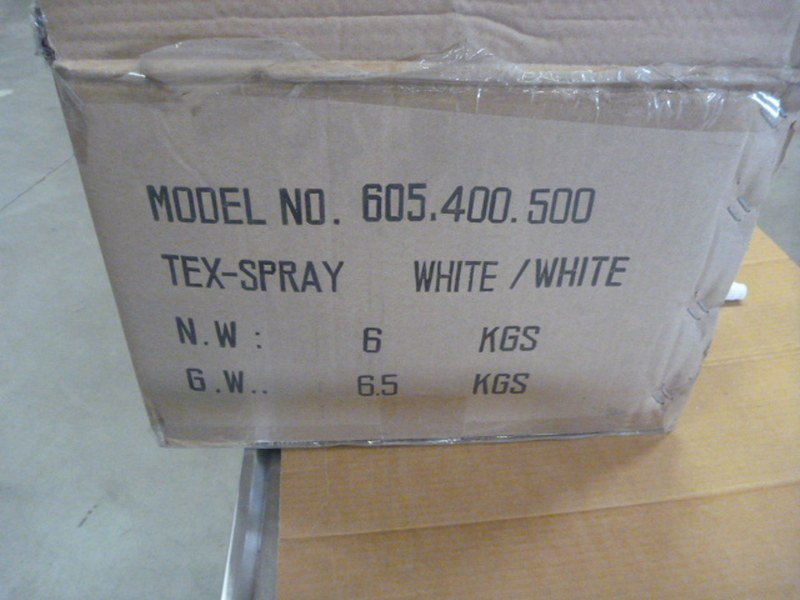 MODEL NO. 605.400.500
TEX-SPRAY WHITE / WHITE
N.W: 6 KGS
G.W.. 6.5 KGS